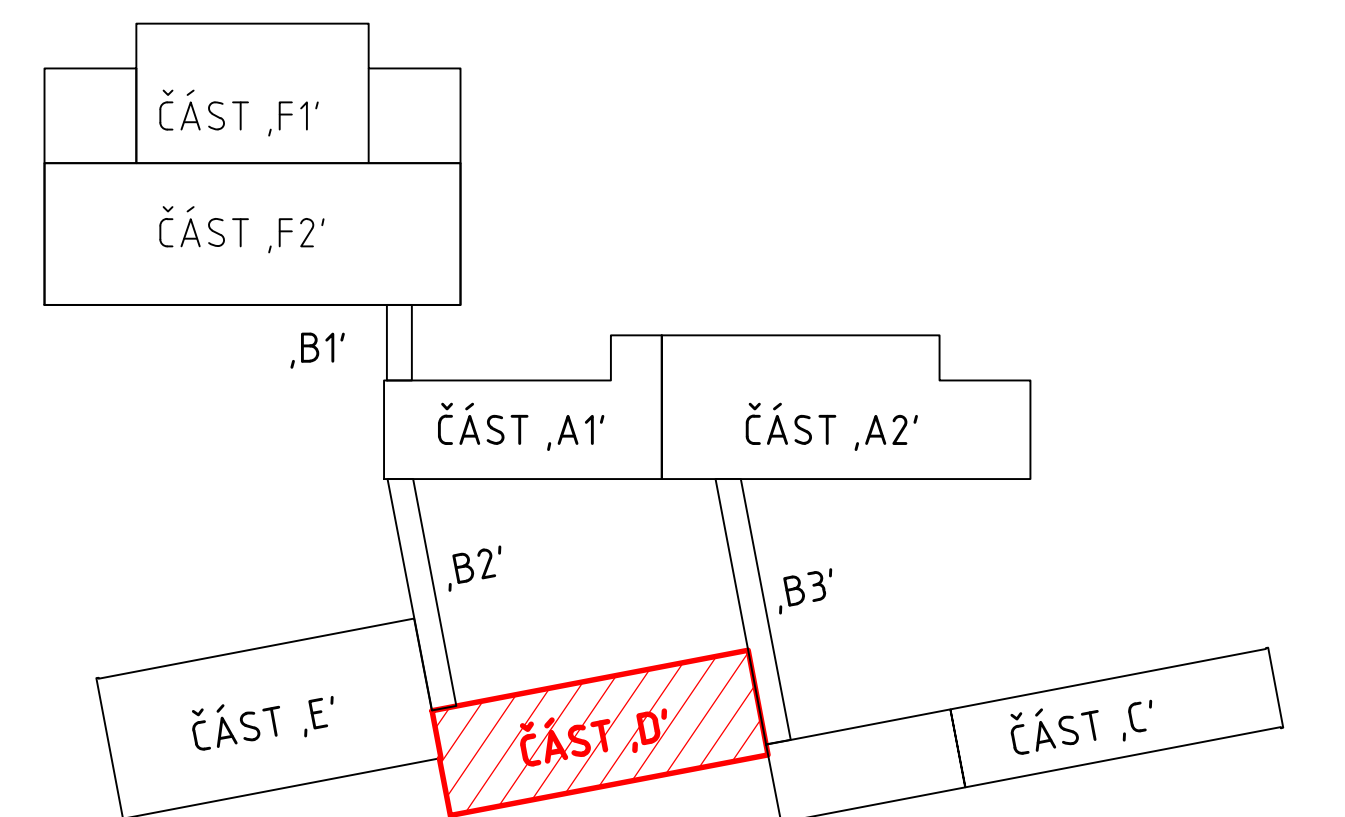 ČÁST ‚F1‘
ČÁST ‚F2‘
‚B1‘
ČÁST ‚A1‘
ČÁST ‚A2‘
‚B2‘
‚B3‘
ČÁST ‚E‘
ČÁST ‚D‘
ČÁST ‚C‘